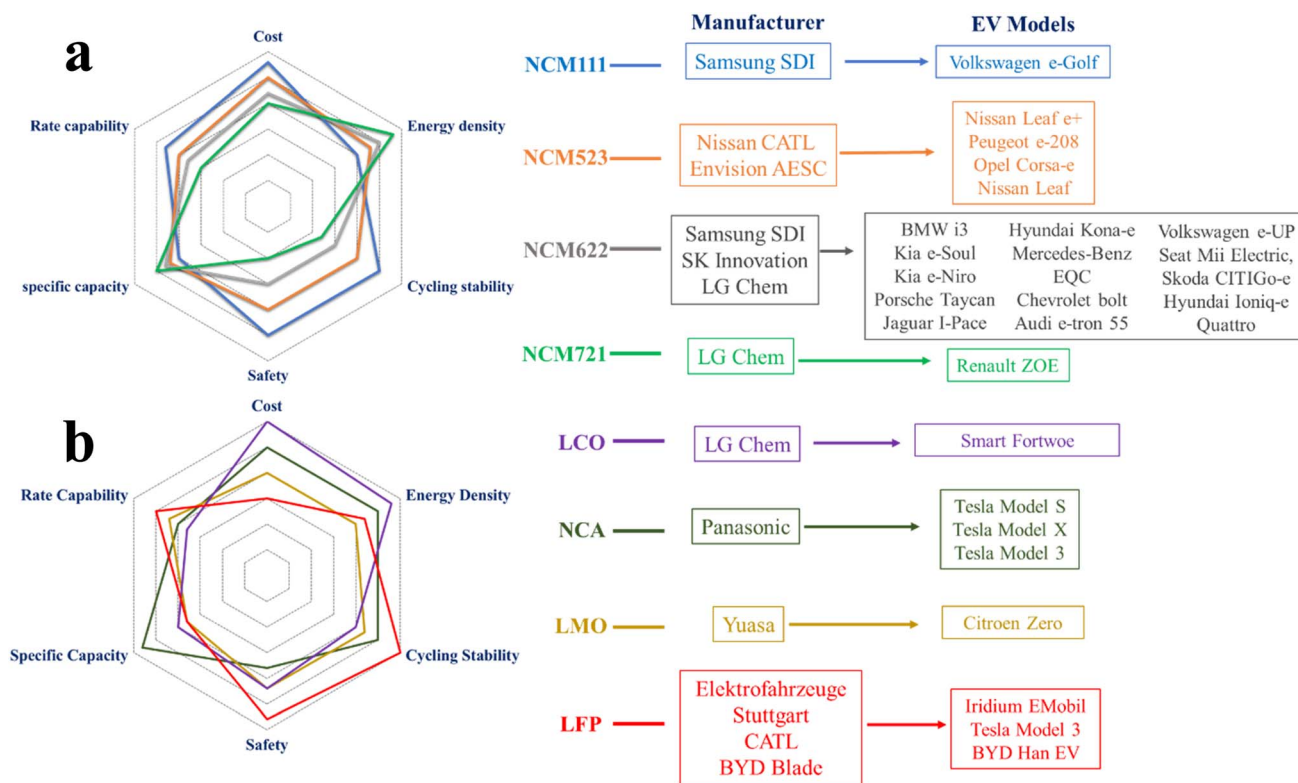 a
Cost
Rate capability
Energy density
specific capacity
Cycling stability
Safety
Manufacturer
EV Models
NCM111
Samsung SDI
Volkswagen e-Golf
NCM523
Nissan CATL
Envision AESC
Nissan Leaf e+
Peugeot e-208
Opel Corsa-e
Nissan Leaf
NCM622
Samsung SDI
SK Innovation
LG Chem
BMW i3
Kia e-Soul
Kia e-Niro
Porsche Taycan
Jaguar I-Pace
Hyundai Kona-e
Mercedes-Benz
EQC
Chevrolet bolt
Audi e-tron 55
Volkswagen e-UP
Seat Mii Electric,
Skoda CITIGo-e
Hyundai Ioniq-e
Quattro
NCM721
LG Chem
Renault ZOE
b
Cost
Rate Capability
Energy Density
Specific Capacity
Cycling Stability
Safety
LCO
LG Chem
Smart Fortwoe
NCA
Panasonic
Tesla Model S
Tesla Model X
Tesla Model 3
LMO
Yuasa
Citroen Zero
LFP
Elektrofahrzeuge
Stuttgart
CATL
BYD Blade
Iridium EMobil
Tesla Model 3
BYD Han EV